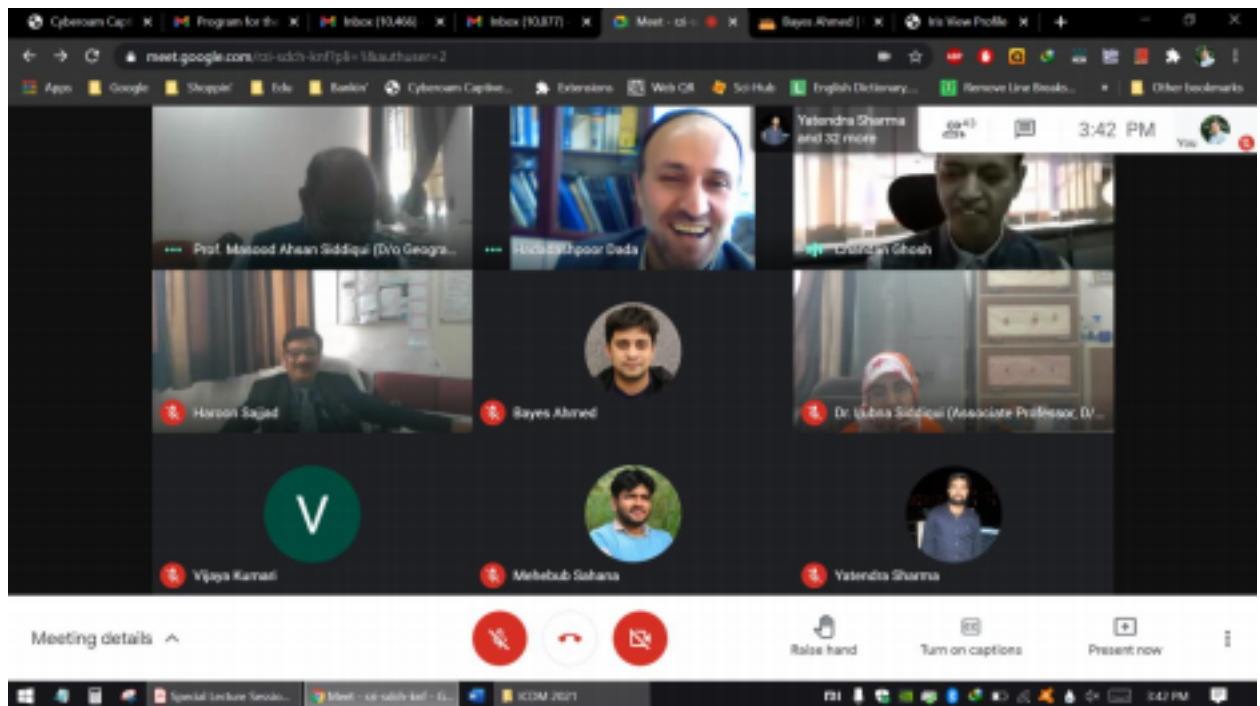 Cyberoam Capt
Program for the
Inbox (10,466)
Inbox (10,877)
Meet
Bayes Ahmed |
Iris View Profile
meet.google.com/
Apps
Google
Shoppin'
Edu
Bankin'
Cyberoam Captive...
Extensions
Web QR
Sci-Hub
English Dictionary...
Remove Line Breaks...
Other bookmarks
Yatendra Sharma
and 32 more
43
3:42 PM
You
Prof. Masood Ahsan Siddiqui (D/o Geogra...
Dada
Chandan Ghosh
Haroon Sajjad
Bayes Ahmed
Dr. Lubna Siddiqui (Associate Professor, D/...
V
Vijaya Kumari
Mehebub Sahana
Yatendra Sharma
Meeting details
Raise hand
Turn on captions
Present now
Special Lecture Sessio...
ICDM 2021
3:42 PM